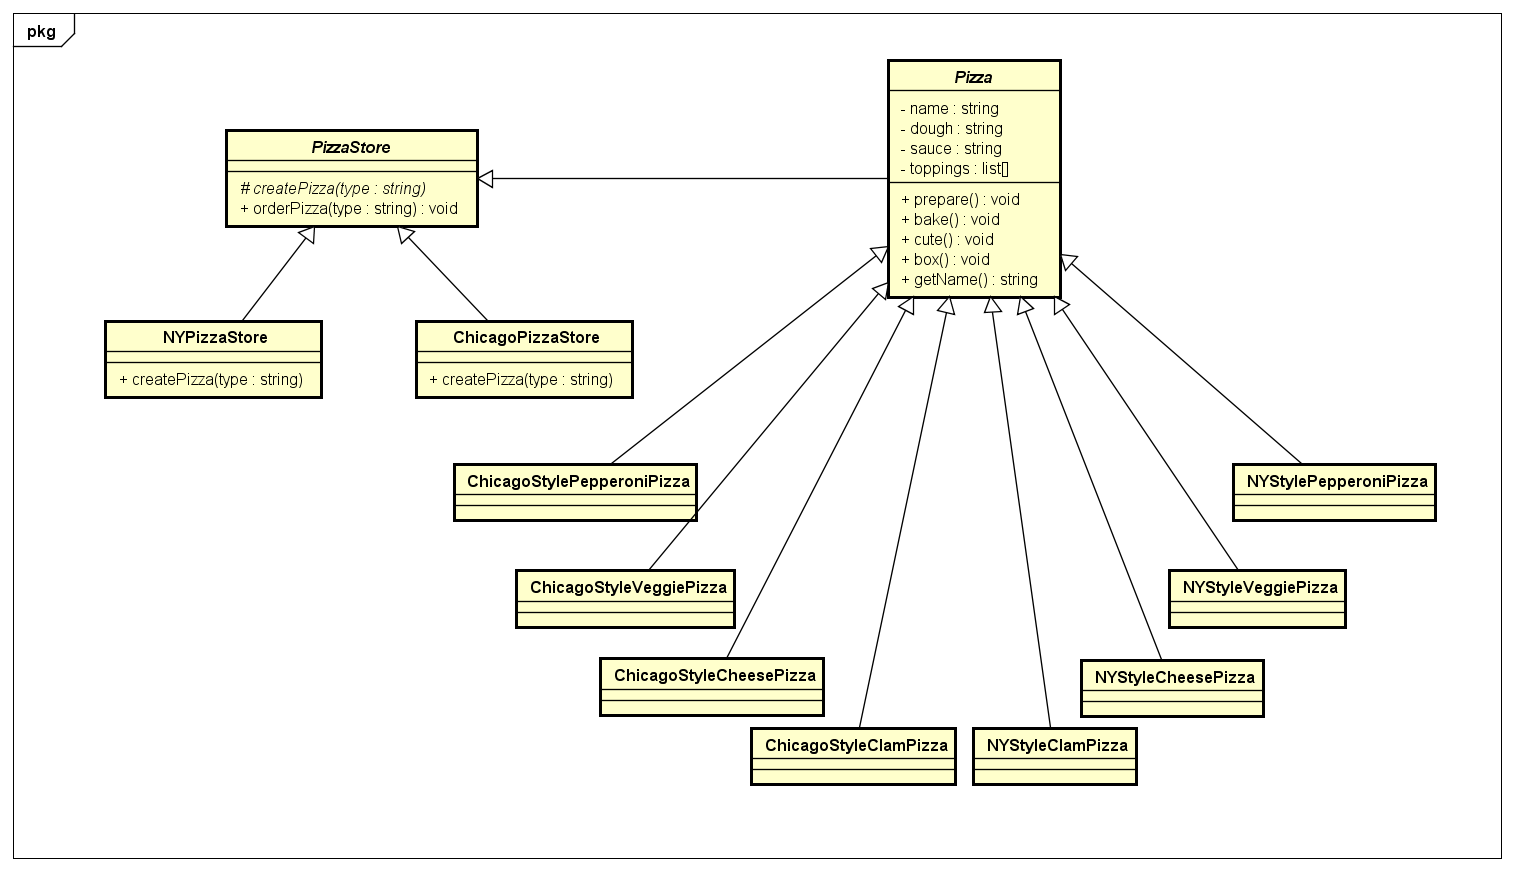 pkg
Pizza
- name : string
- dough : string
- sauce : string
- toppings : list[]
+ prepare() : void
+ bake() : void
+ cute() : void
+ box() : void
+ getName() : string
PizzaStore
# createPizza(type : string)
+ orderPizza(type : string) : void
NYPizzaStore
+ createPizza(type : string)
ChicagoPizzaStore
+ createPizza(type : string)
ChicagoStylePepperoniPizza
NYStylePepperoniPizza
ChicagoStyleVeggiePizza
NYStyleVeggiePizza
ChicagoStyleCheesePizza
NYStyleCheesePizza
ChicagoStyleClamPizza
NYStyleClamPizza